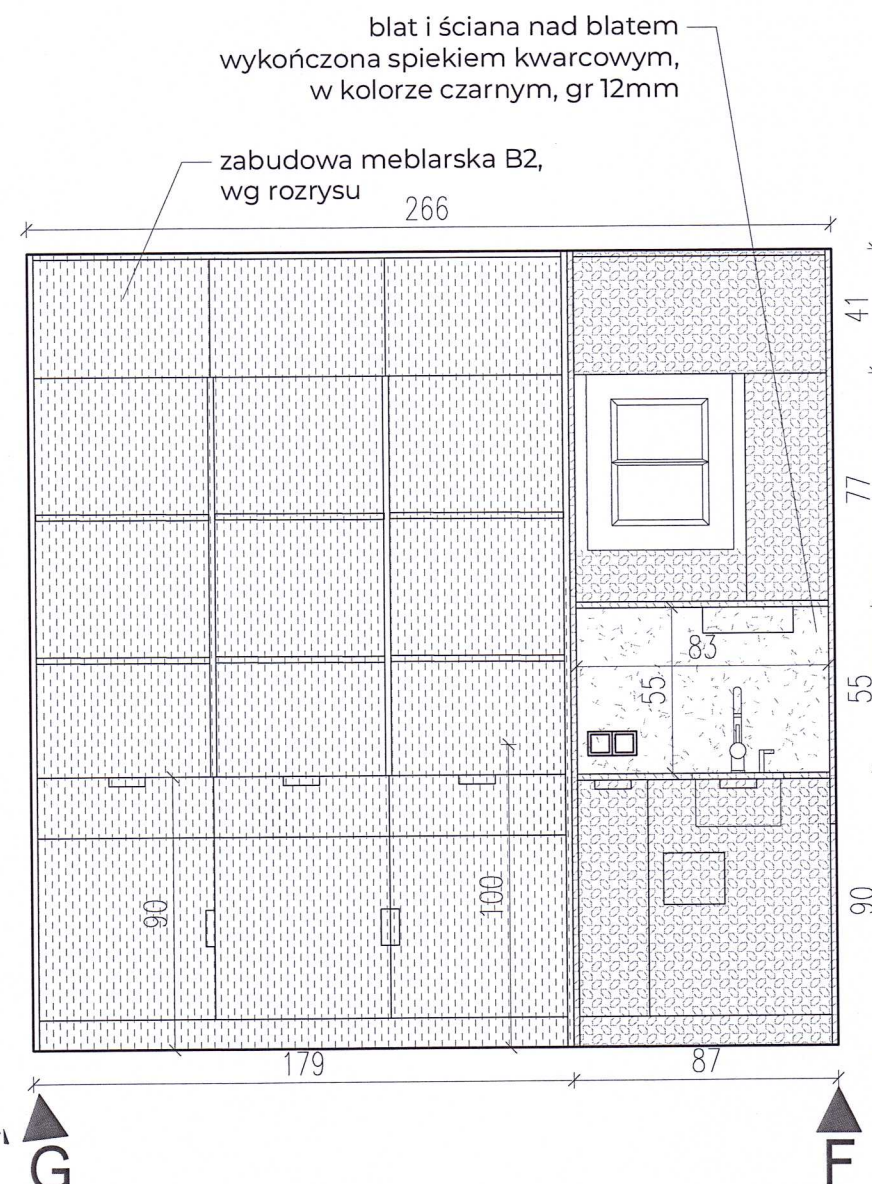 blat i ściana nad blatem
wykończona spiekiem kwarcowym,
w kolorze czarnym, gr 12mm
zabudowa meblarska B2,
wg rozrysu
266
41
77
83
55
55
90
100
90
179
87
G
F